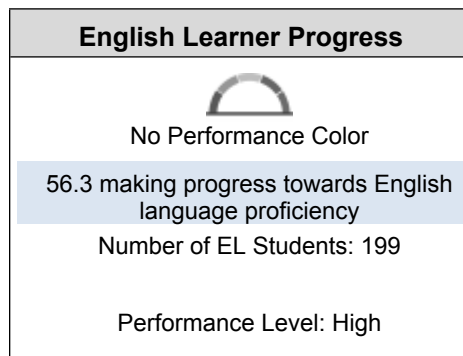 English Learner Progress
No Performance Color
56.3 making progress towards English
language proficiency
Number of EL Students: 199
Performance Level: High